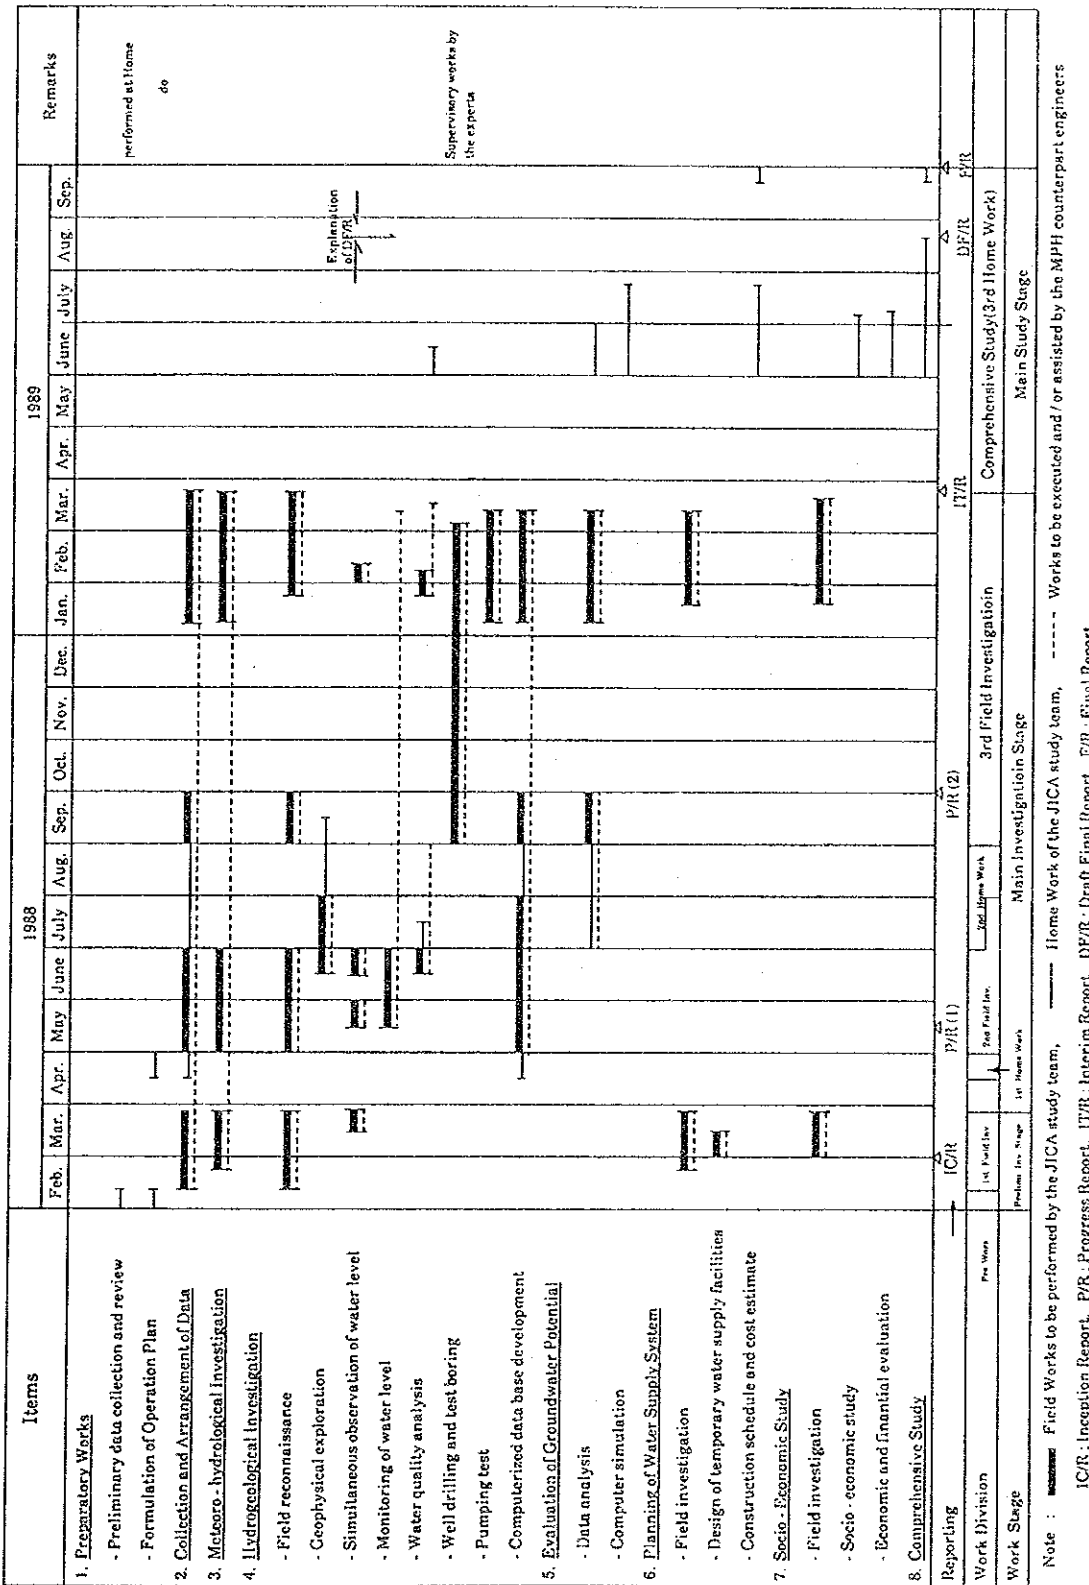 Items
1988
1989
Remarks
Feb. Mar. Apr. May June July Aug. Sep. Oct. Nov. Dec. Jan. Feb. Mar. Apr. May June July Aug. Sep.
1. Preparatory Works
- Preliminary data collection and review
performed at Home
- Formulation of Operation Plan
do
2. Collection and Arrangement of Data
3. Meteoro - hydrological Investigation
4. Hydrogeological Investigation
- Field reconnaissance
- Geophysical exploration
Explanation
of DF/R
- Simultaneous observation of water level
- Monitoring of water level
- Water quality analysis
- Well drilling and test boring
Supervisory works by
the experts
- Pumping test
- Computerized data base development
5. Evaluation of Groundwater Potential
- Data analysis
- Computer simulation
6. Planning of Water Supply System
- Field investigation
- Design of temporary water supply facilities
- Construction schedule and cost estimate
7. Socio - Economic Study
- Field investigation
- Socio - economic study
- Economic and finantial evaluation
8. Comprehensive Study
Reporting
IC/R P/R (1) P/R (2) IT/R DF/R F/R
Work Division
Pre Work 1st Field Inv 2nd Field Inv. 2nd Home Work 3rd Field Investigatioin Comprehensive Study(3rd Home Work)
1st Home Work
Work Stage
Prelim Inv Stage Main Investigatioin Stage Main Study Stage
Note : Field Works to be performed by the JICA study team, Home Work of the JICA study team, Works to be executed and / or assisted by the MPH counterpart engineers
IC/R : Inception Report, P/R : Progress Report, IT/R : Interim Report, DF/R : Draft Final Report, F/R : Final Report